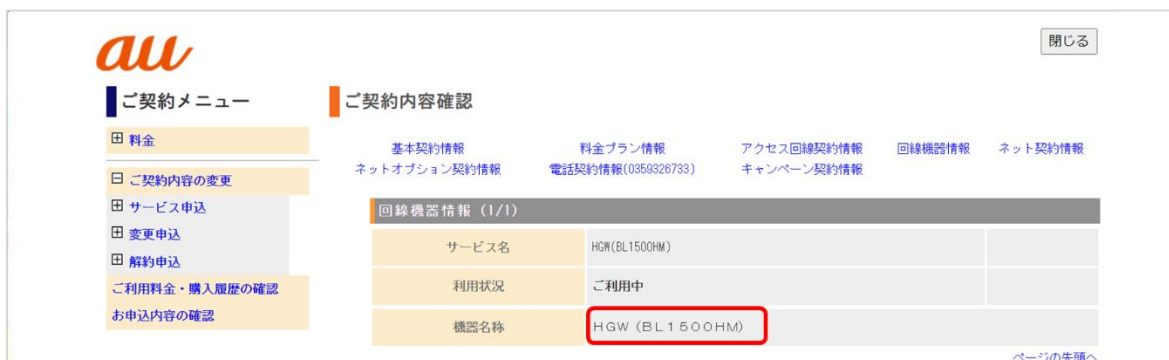 au
閉じる
ご契約メニュー
ご契約内容確認
料金
ご契約内容の変更
サービス申込
変更申込
解約申込
ご利用料金・購入履歴の確認
お申込内容の確認
基本契約情報 料金プラン情報 アクセス回線契約情報 回線機器情報 ネット契約情報
ネットオプション契約情報 電話契約情報(0359326733) キャンペーン契約情報
回線機器情報 (1/1)
サービス名 HGW(BL1500HM)
利用状況 ご利用中
機器名称 HGW (BL1500HM)
ページの先頭へ